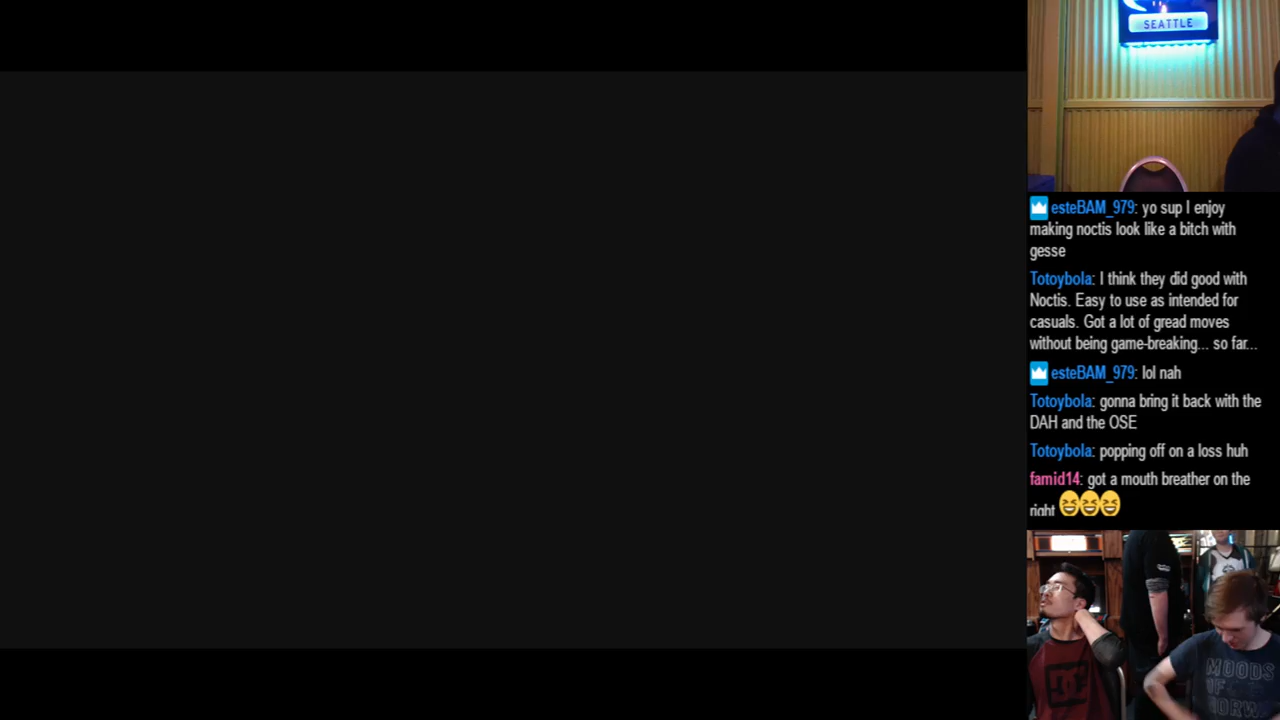 SEATTLE
esteBAM_979: yo sup I enjoy
making noctis look like a bitch with
gesse
Totoybola: I think they did good with
Noctis. Easy to use as intended for
casuals. Got a lot of gread moves
without being game-breaking... so far...
esteBAM_979: lol nah
Totoybola: gonna bring it back with the
DAH and the OSE
Totoybola: popping off on a loss huh
famid14: got a mouth breather on the
right
MOODS
OF